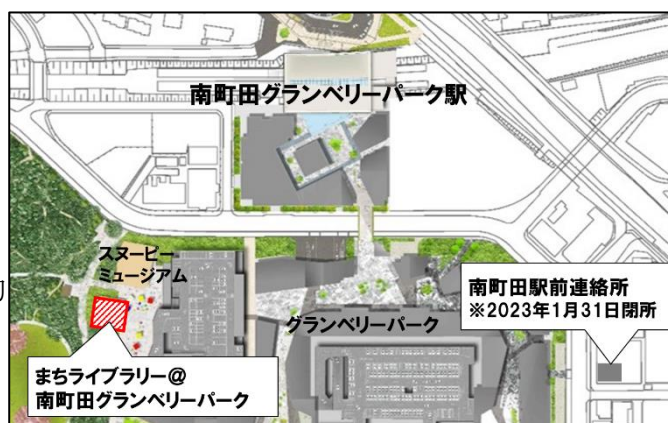 南町田グランベリーパーク駅
スヌーピー
ミュージアム
グランベリーパーク
南町田駅前連絡所
※2023年1月31日閉所
まちライブラリー@
南町田グランベリーパーク